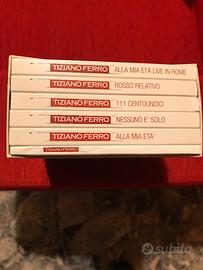 TIZIANO FERRO ALLA MIA ETÀ LIVE IN ROME
TIZIANO FERRO ROSSO RELATIVO
TIZIANO FERRO 111 CENTOUNDICI
TIZIANO FERRO NESSUNO E' SOLO
TIZIANO FERRO ALLA MIA ETA'
TIZIANO FERRO
subito